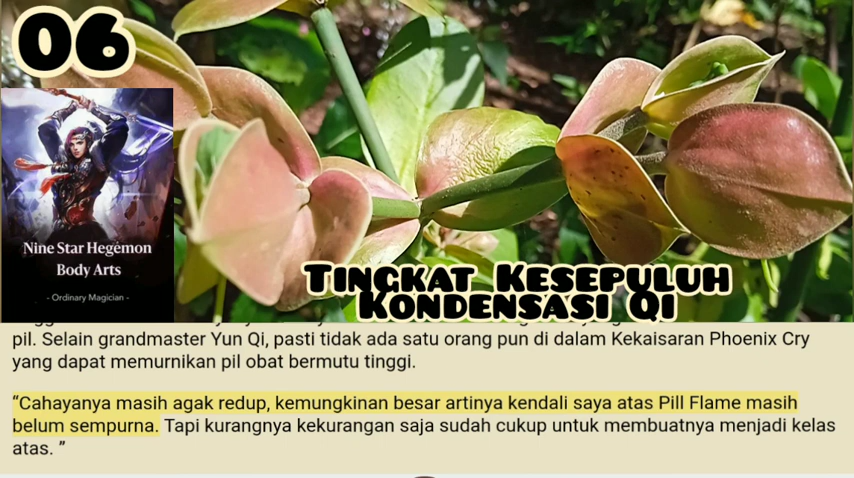 06
Nine Star Hegemon
Body Arts
- Ordinary Magician -
Tingkat Kesepuluh
Kondensasi Qi
pil. Selain grandmaster Yun Qi, pasti tidak ada satu orang pun di dalam Kekaisaran Phoenix Cry
yang dapat memurnikan pil obat bermutu tinggi.
“Cahayanya masih agak redup, kemungkinan besar artinya kendali saya atas Pill Flame masih
belum sempurna. Tapi kurangnya kekurangan saja sudah cukup untuk membuatnya menjadi kelas
atas. ”